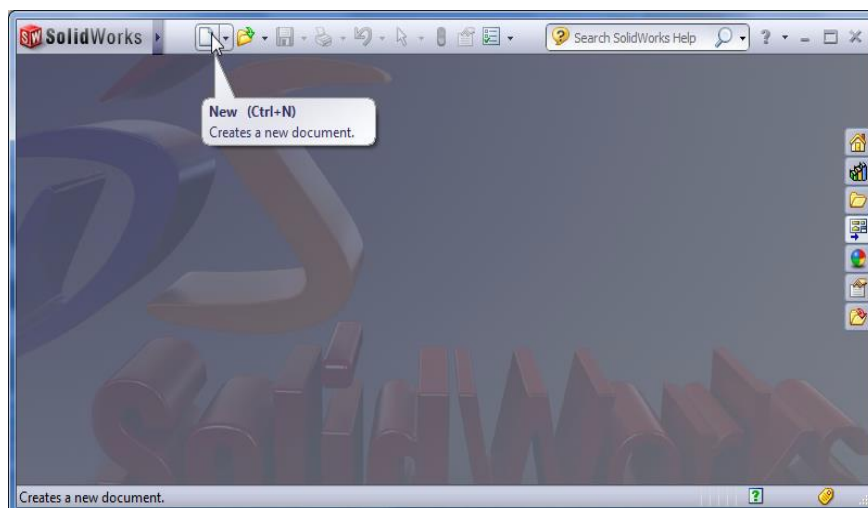 SolidWorks
Search SolidWorks Help
New (Ctrl+N)
Creates a new document.
SolidWorks
Creates a new document.